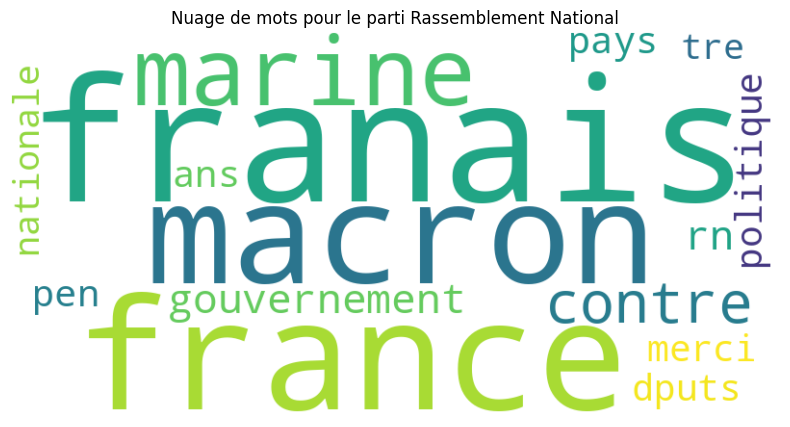 Nuage de mots pour le parti Rassemblement National
marine
pays
tre
nationale
franais
ans
politique
macron
rn
pen
gouvernement
contre
france
merci
dputs